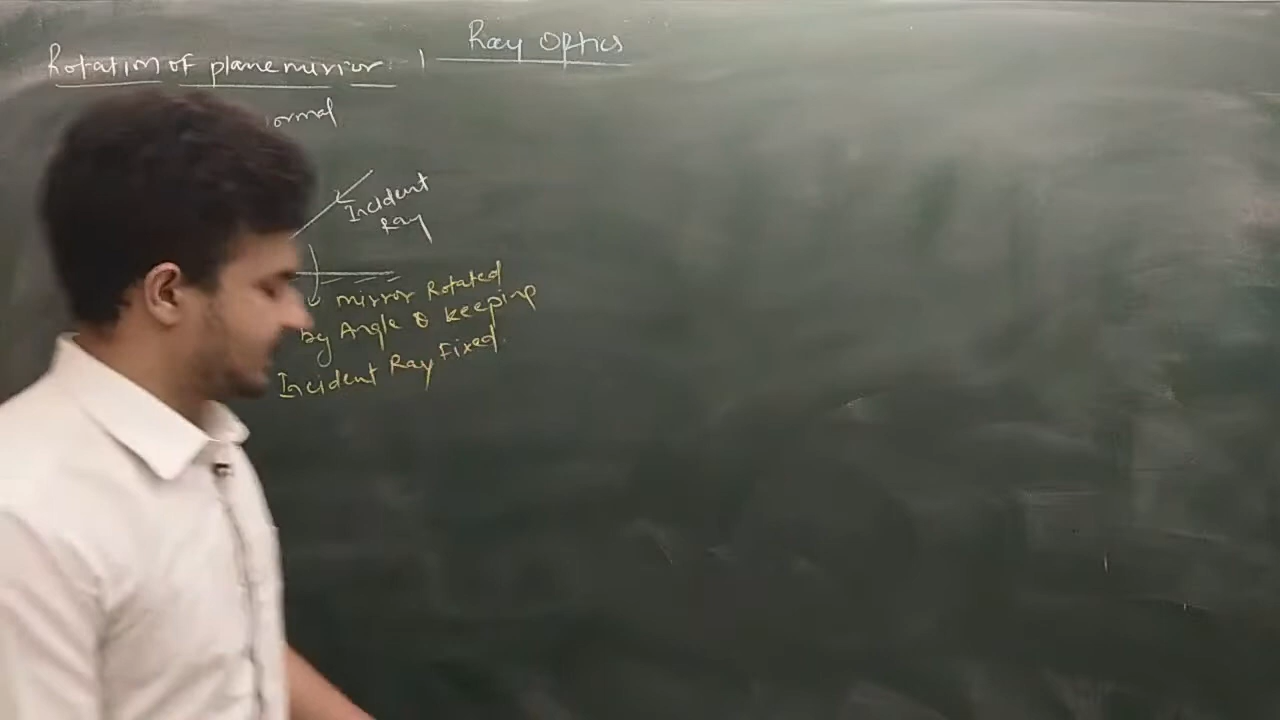 Ray Optics
Rotation of plane mirror:
ormal
Incident
Ray
mirror Rotated
by Angle θ keeping
Incident Ray Fixed.